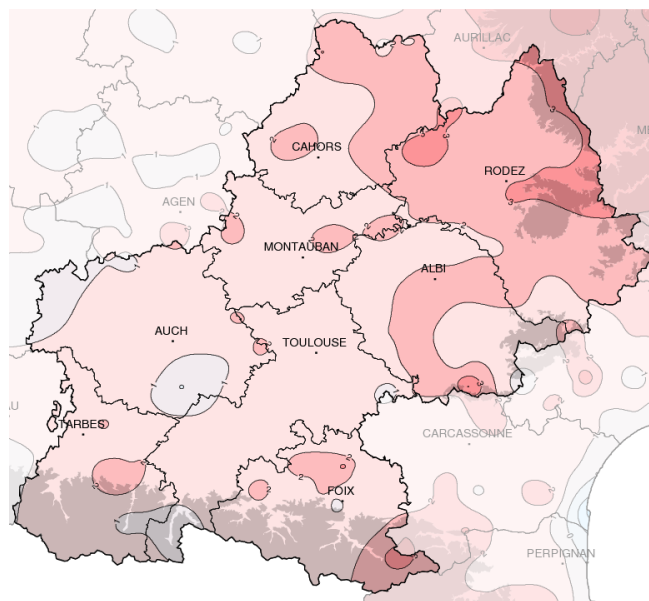 AURILLAC
CAHORS
RODEZ
AGEN
MONTAUBAN
ALBI
AUCH
TOULOUSE
TARBES
CARCASSONNE
FOIX
PERPIGNAN